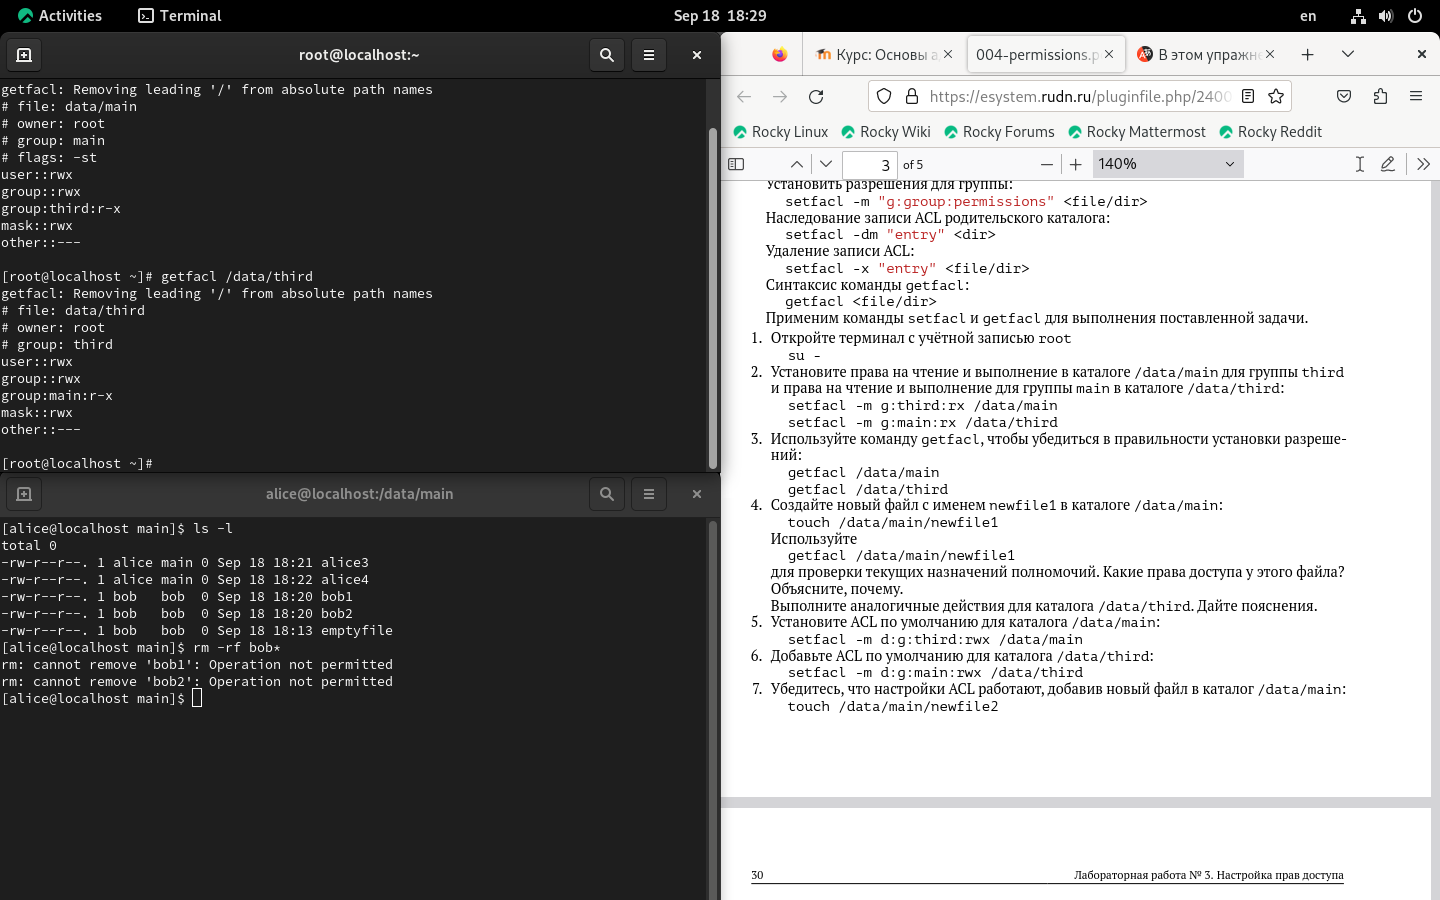 Activities
Terminal
Sep 18  18:29
en
root@localhost:~
getfacl: Removing leading '/' from absolute path names
# file: data/main
# owner: root
# group: main
# flags: -st
user::rwx
group::rwx
group:third:r-x
mask::rwx
other::---
[root@localhost ~]# getfacl /data/third
getfacl: Removing leading '/' from absolute path names
# file: data/third
# owner: root
# group: third
user::rwx
group::rwx
group:main:r-x
mask::rwx
other::---
[root@localhost ~]#
alice@localhost:/data/main
[alice@localhost main]$ ls -l
total 0
-rw-r--r--. 1 alice main 0 Sep 18 18:21 alice3
-rw-r--r--. 1 alice main 0 Sep 18 18:22 alice4
-rw-r--r--. 1 bob   bob  0 Sep 18 18:20 bob1
-rw-r--r--. 1 bob   bob  0 Sep 18 18:20 bob2
-rw-r--r--. 1 bob   bob  0 Sep 18 18:13 emptyfile
[alice@localhost main]$ rm -rf bob*
rm: cannot remove 'bob1': Operation not permitted
rm: cannot remove 'bob2': Operation not permitted
[alice@localhost main]$
Курс: Основы а
004-permissions.p
В этом упражне
https://esystem.rudn.ru/pluginfile.php/2400
Rocky Linux
Rocky Wiki
Rocky Forums
Rocky Mattermost
Rocky Reddit
3
of 5
140%
Установить разрешения для группы:
setfacl -m "g:group:permissions" <file/dir>
Наследование записи ACL родительского каталога:
setfacl -dm "entry" <dir>
Удаление записи ACL:
setfacl -x "entry" <file/dir>
Синтаксис команды getfacl:
getfacl <file/dir>
Применим команды setfacl и getfacl для выполнения поставленной задачи.
1. Откройте терминал с учётной записью root
su -
2. Установите права на чтение и выполнение в каталоге /data/main для группы third
и права на чтение и выполнение для группы main в каталоге /data/third:
setfacl -m g:third:rx /data/main
setfacl -m g:main:rx /data/third
3. Используйте команду getfacl, чтобы убедиться в правильности установки разреше-
ний:
getfacl /data/main
getfacl /data/third
4. Создайте новый файл с именем newfile1 в каталоге /data/main:
touch /data/main/newfile1
Используйте
getfacl /data/main/newfile1
для проверки текущих назначений полномочий. Какие права доступа у этого файла?
Объясните, почему.
Выполните аналогичные действия для каталога /data/third. Дайте пояснения.
5. Установите ACL по умолчанию для каталога /data/main:
setfacl -m d:g:third:rwx /data/main
6. Добавьте ACL по умолчанию для каталога /data/third:
setfacl -m d:g:main:rwx /data/third
7. Убедитесь, что настройки ACL работают, добавив новый файл в каталог /data/main:
touch /data/main/newfile2
30
Лабораторная работа № 3. Настройка прав доступа